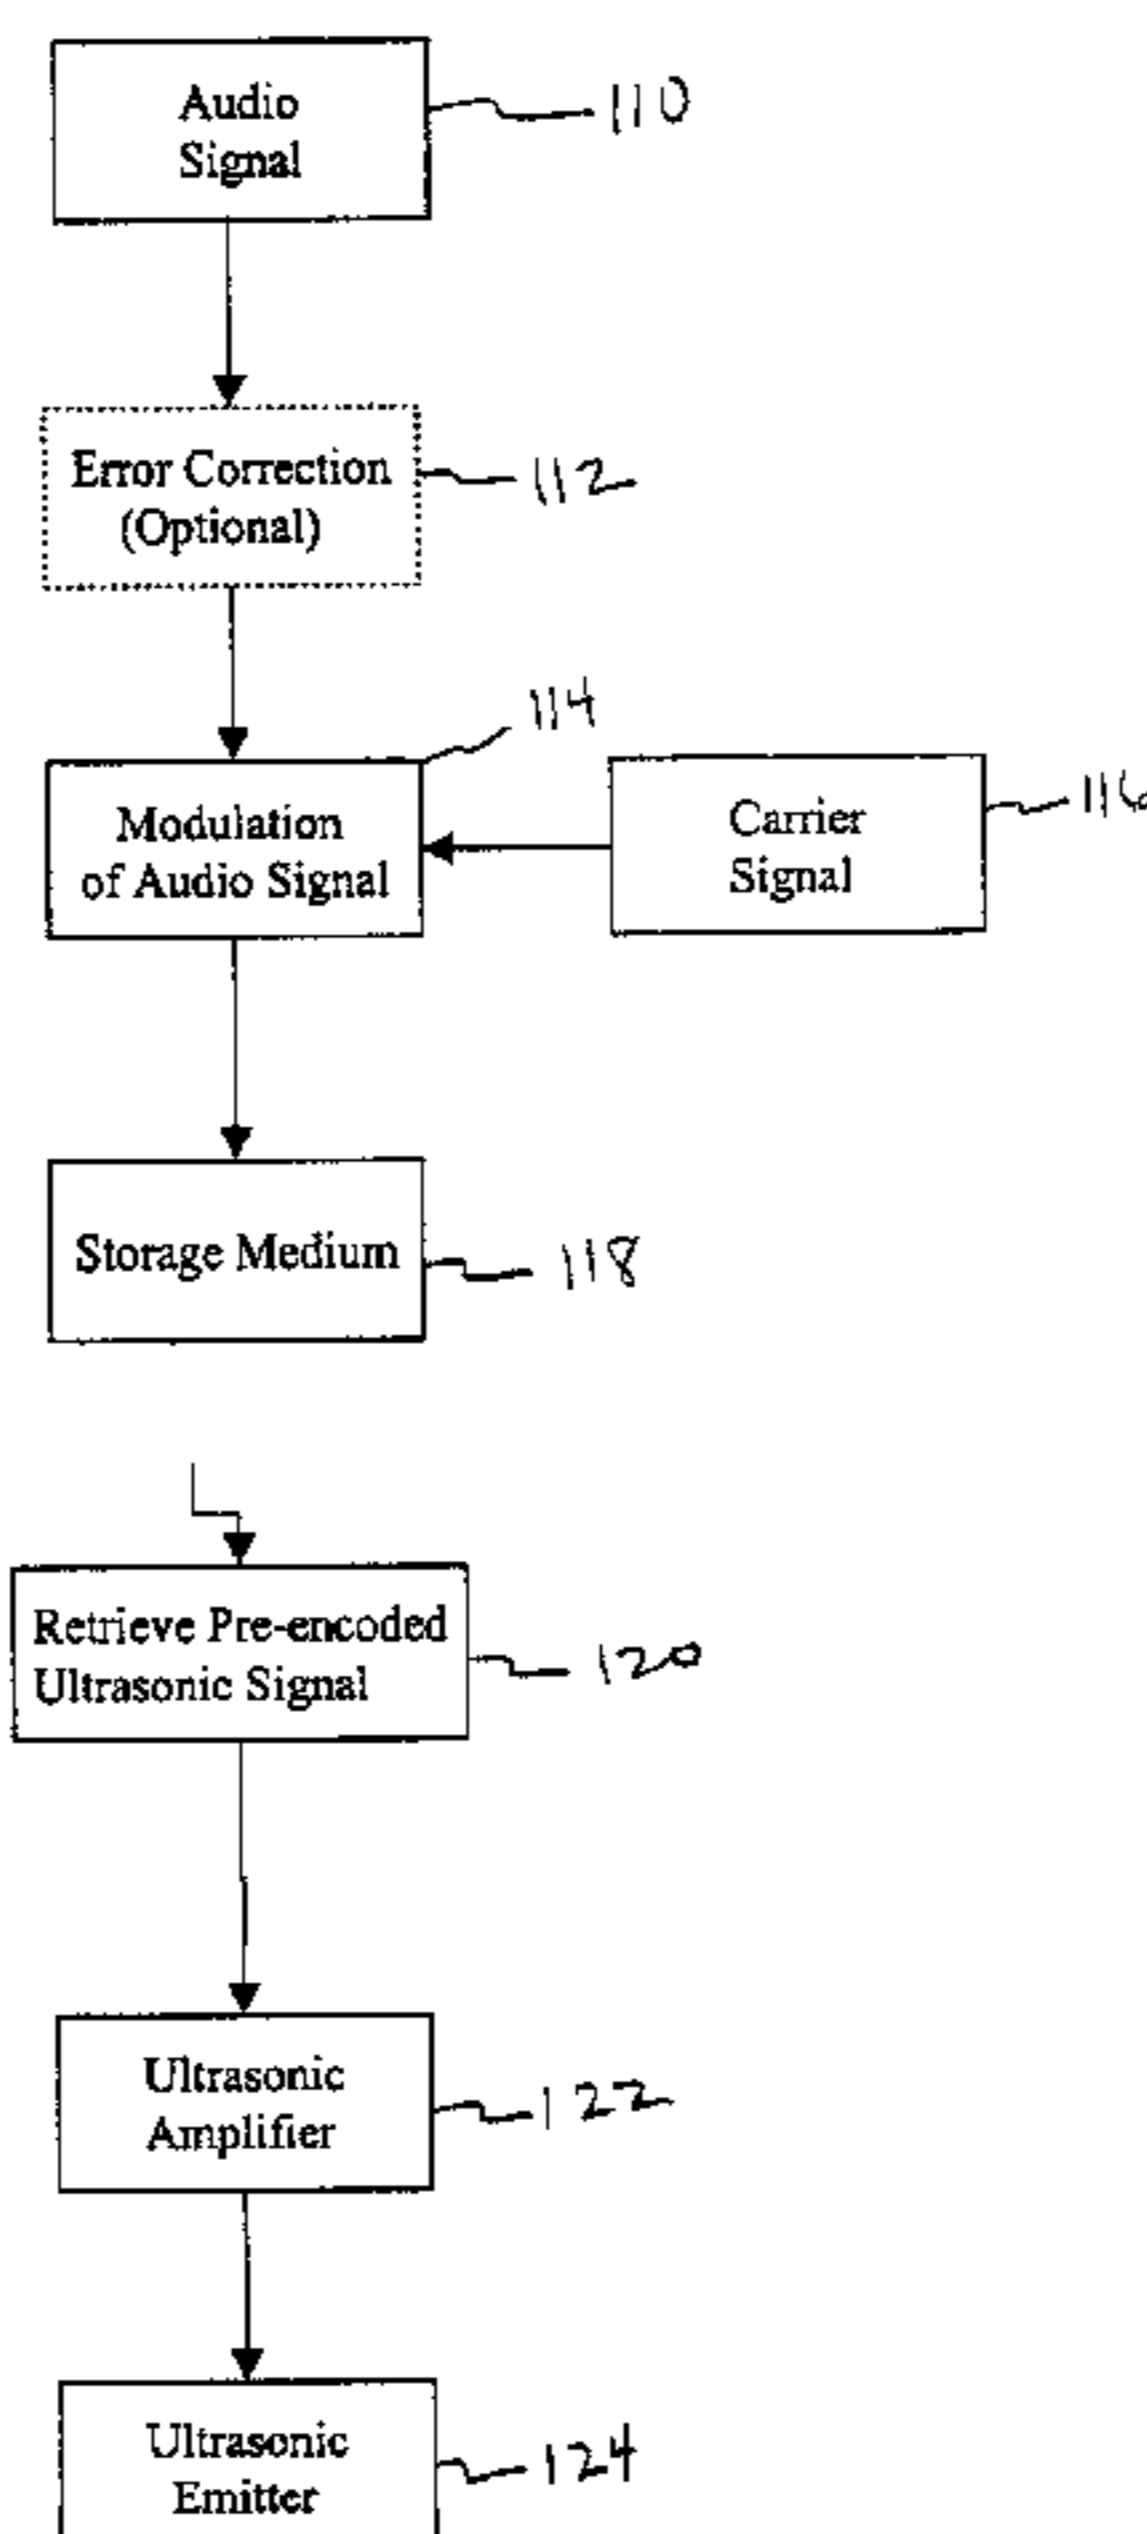 Audio
Signal
110
Error Correction
(Optional)
112
114
Modulation
of Audio Signal
Carrier
Signal
116
Storage Medium
118
Retrieve Pre-encoded
Ultrasonic Signal
120
Ultrasonic
Amplifier
122
Ultrasonic
Emitter
124